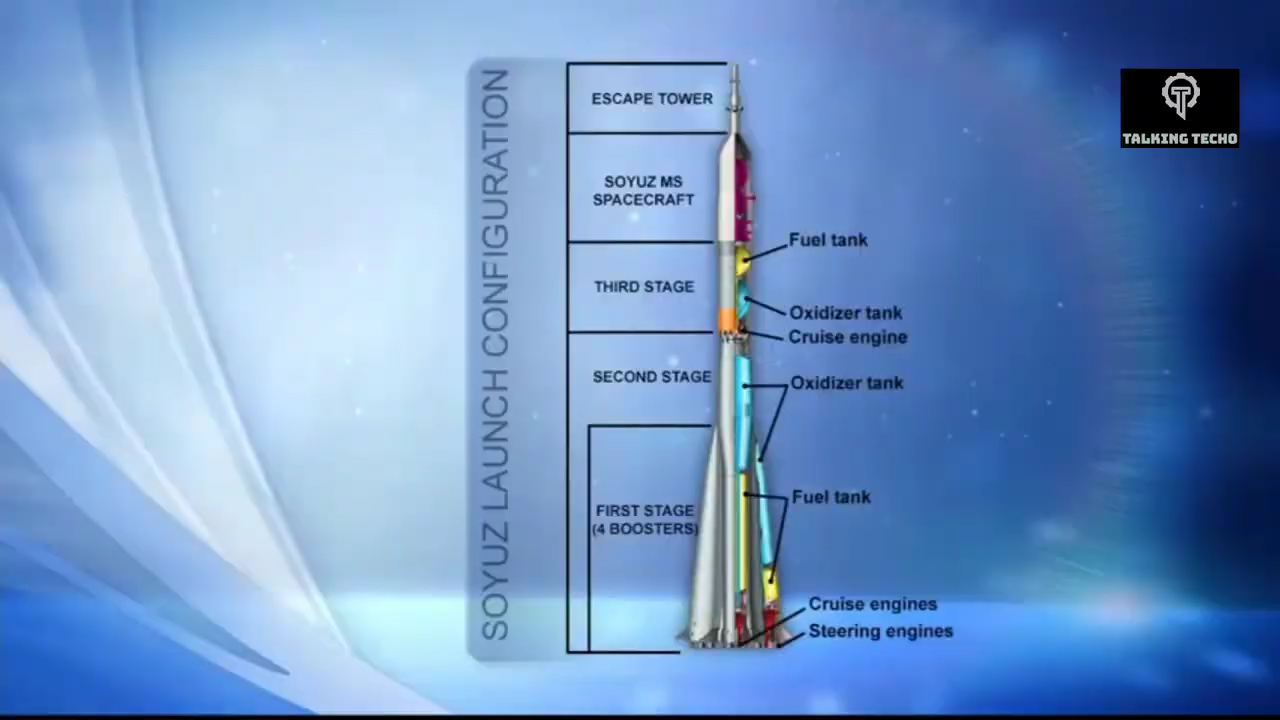 SOYUZ LAUNCH CONFIGURATION
ESCAPE TOWER
SOYUZ MS
SPACECRAFT
THIRD STAGE
SECOND STAGE
FIRST STAGE
(4 BOOSTERS)
Fuel tank
Oxidizer tank
Cruise engine
Oxidizer tank
Fuel tank
Cruise engines
Steering engines
TALKING TECHO